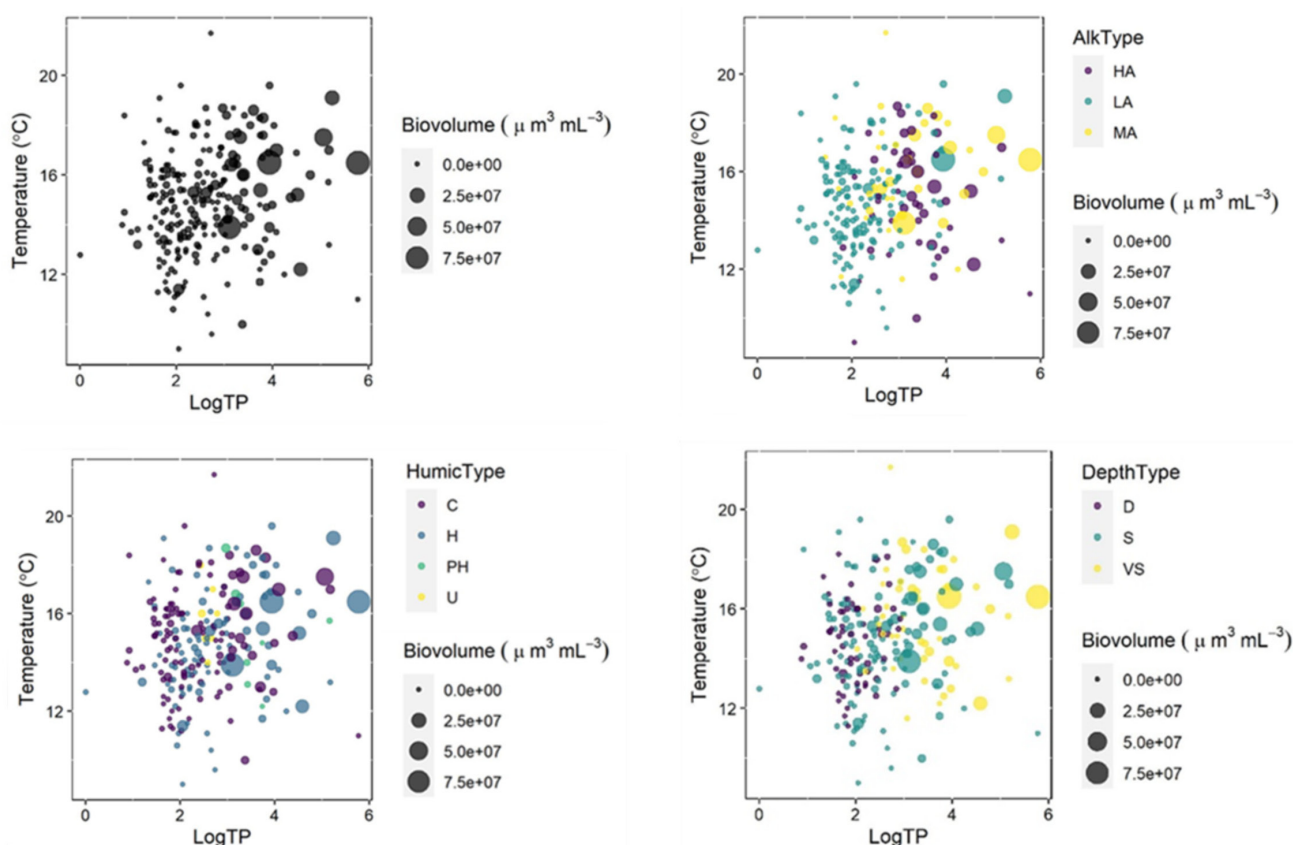 20
16
12
Temperature (°C)
0
2
4
6
LogTP
Biovolume ( μ m³ mL⁻³)
0.0e+00
2.5e+07
5.0e+07
7.5e+07
20
16
12
Temperature (°C)
0
2
4
6
LogTP
AlkType
HA
LA
MA
Biovolume ( μ m³ mL⁻³)
0.0e+00
2.5e+07
5.0e+07
7.5e+07
20
16
12
Temperature (°C)
0
2
4
6
LogTP
HumicType
C
H
PH
U
Biovolume ( μ m³ mL⁻³)
0.0e+00
2.5e+07
5.0e+07
7.5e+07
20
16
12
Temperature (°C)
0
2
4
6
LogTP
DepthType
D
S
VS
Biovolume ( μ m³ mL⁻³)
0.0e+00
2.5e+07
5.0e+07
7.5e+07